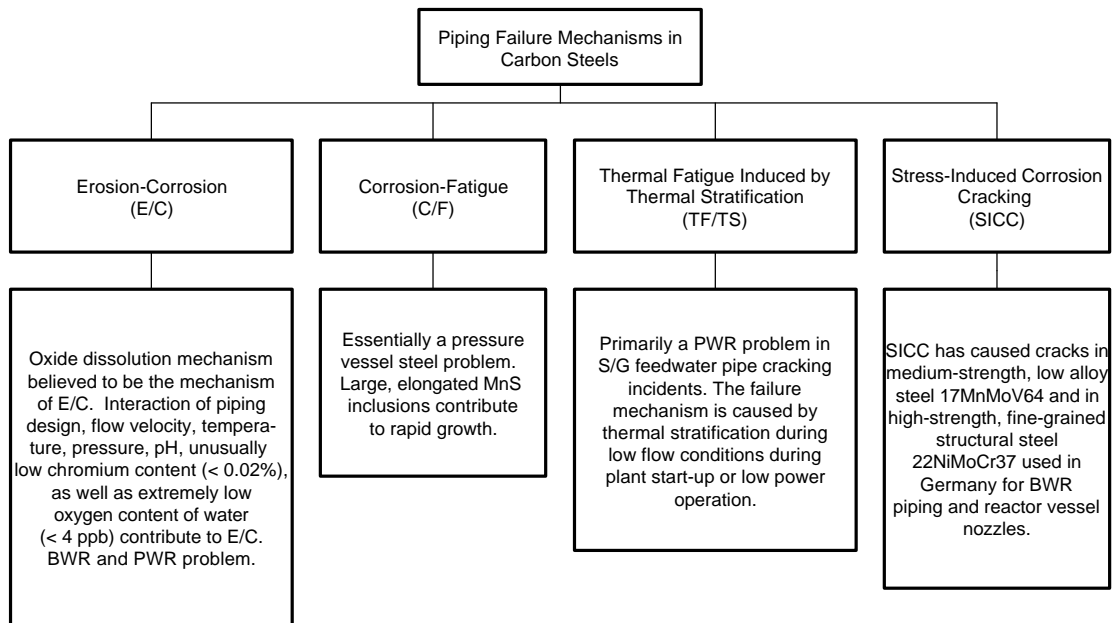 Piping Failure Mechanisms in
Carbon Steels
Erosion-Corrosion
(E/C)
Corrosion-Fatigue
(C/F)
Thermal Fatigue Induced by
Thermal Stratification
(TF/TS)
Stress-Induced Corrosion
Cracking
(SICC)
Oxide dissolution mechanism
believed to be the mechanism
of E/C.  Interaction of piping
design, flow velocity, tempera-
ture, pressure, pH, unusually
low chromium content (< 0.02%),
as well as extremely low
oxygen content of water
(< 4 ppb) contribute to E/C.
BWR and PWR problem.
Essentially a pressure
vessel steel problem.
Large, elongated MnS
inclusions contribute
to rapid growth.
Primarily a PWR problem in
S/G feedwater pipe cracking
incidents. The failure
mechanism is caused by
thermal stratification during
low flow conditions during
plant start-up or low power
operation.
SICC has caused cracks in
medium-strength, low alloy
steel 17MnMoV64 and in
high-strength, fine-grained
structural steel
22NiMoCr37 used in
Germany for BWR
piping and reactor vessel
nozzles.